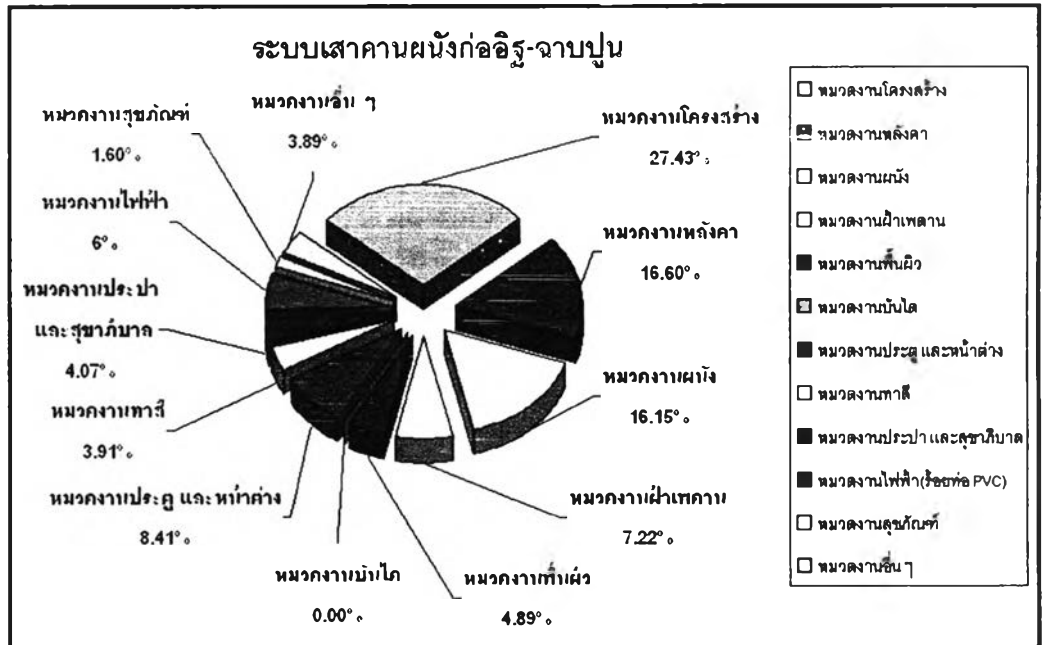 ระบบเสาคานผนังก่ออิฐ-ฉาบปูน
หมวดงานอื่น ๆ
3.89%
หมวดงานสุขภัณฑ์
1.60%
หมวดงานไฟฟ้า
6%
หมวดงานประปา
และสุขาภิบาล
4.07%
หมวดงานทาสี
3.91%
หมวดงานประตู และ หน้าต่าง
8.41%
หมวดงานบันได
0.00%
หมวดงานพื้นผิว
4.89%
หมวดงานฝ้าเพดาน
7.22%
หมวดงานผนัง
16.15%
หมวดงานหลังคา
16.60%
หมวดงานโครงสร้าง
27.43%
หมวดงานโครงสร้าง
หมวดงานหลังคา
หมวดงานผนัง
หมวดงานฝ้าเพดาน
หมวดงานพื้นผิว
หมวดงานบันได
หมวดงานประตู และหน้าต่าง
หมวดงานทาสี
หมวดงานประปา และสุขาภิบาล
หมวดงานไฟฟ้า(ร้อยท่อ PVC)
หมวดงานสุขภัณฑ์
หมวดงานอื่น ๆ